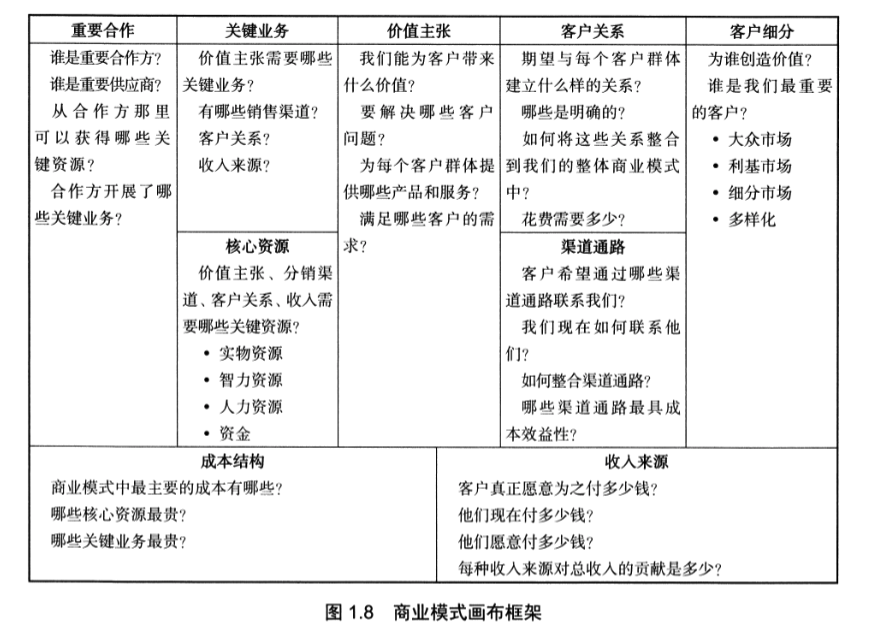 重要合作
谁是重要合作方?
谁是重要供应商?
从合作方那里
可以获得哪些关
键资源?
合作方开展了哪
些关键业务?
关键业务
价值主张需要哪些
关键业务?
有哪些销售渠道?
客户关系?
收入来源?
核心资源
价值主张、分销渠
道、客户关系、收入需
要哪些关键资源?
• 实物资源
• 智力资源
• 人力资源
• 资金
价值主张
我们能为客户带来
什么价值?
要解决哪些客户
问题?
为每个客户群体提
供哪些产品和服务?
满足哪些客户的需
求?
客户关系
期望与每个客户群体
建立什么样的关系?
哪些是明确的?
如何将这些关系整合
到我们的整体商业模式
中?
花费需要多少?
渠道通路
客户希望通过哪些渠
道通路联系我们?
我们现在如何联系他
们?
如何整合渠道通路?
哪些渠道通路最具成
本效益性?
客户细分
为谁创造价值?
谁是我们最重要
的客户?
• 大众市场
• 利基市场
• 细分市场
• 多样化
成本结构
商业模式中最主要的成本有哪些?
哪些核心资源最贵?
哪些关键业务最贵?
收入来源
客户真正愿意为之付多少钱?
他们现在付多少钱?
他们愿意付多少钱?
每种收入来源对总收入的贡献是多少?
图 1.8 商业模式画布框架